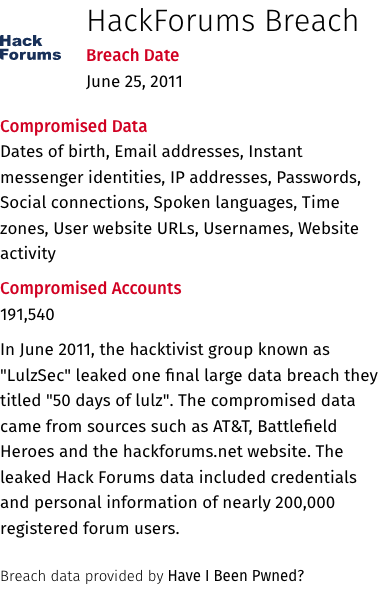 HackForums Breach
Hack
Forums
Breach Date
June 25, 2011
Compromised Data
Dates of birth, Email addresses, Instant
messenger identities, IP addresses, Passwords,
Social connections, Spoken languages, Time
zones, User website URLs, Usernames, Website
activity
Compromised Accounts
191,540
In June 2011, the hacktivist group known as
"LulzSec" leaked one final large data breach they
titled "50 days of lulz". The compromised data
came from sources such as AT&T, Battlefield
Heroes and the hackforums.net website. The
leaked Hack Forums data included credentials
and personal information of nearly 200,000
registered forum users.
Breach data provided by Have I Been Pwned?